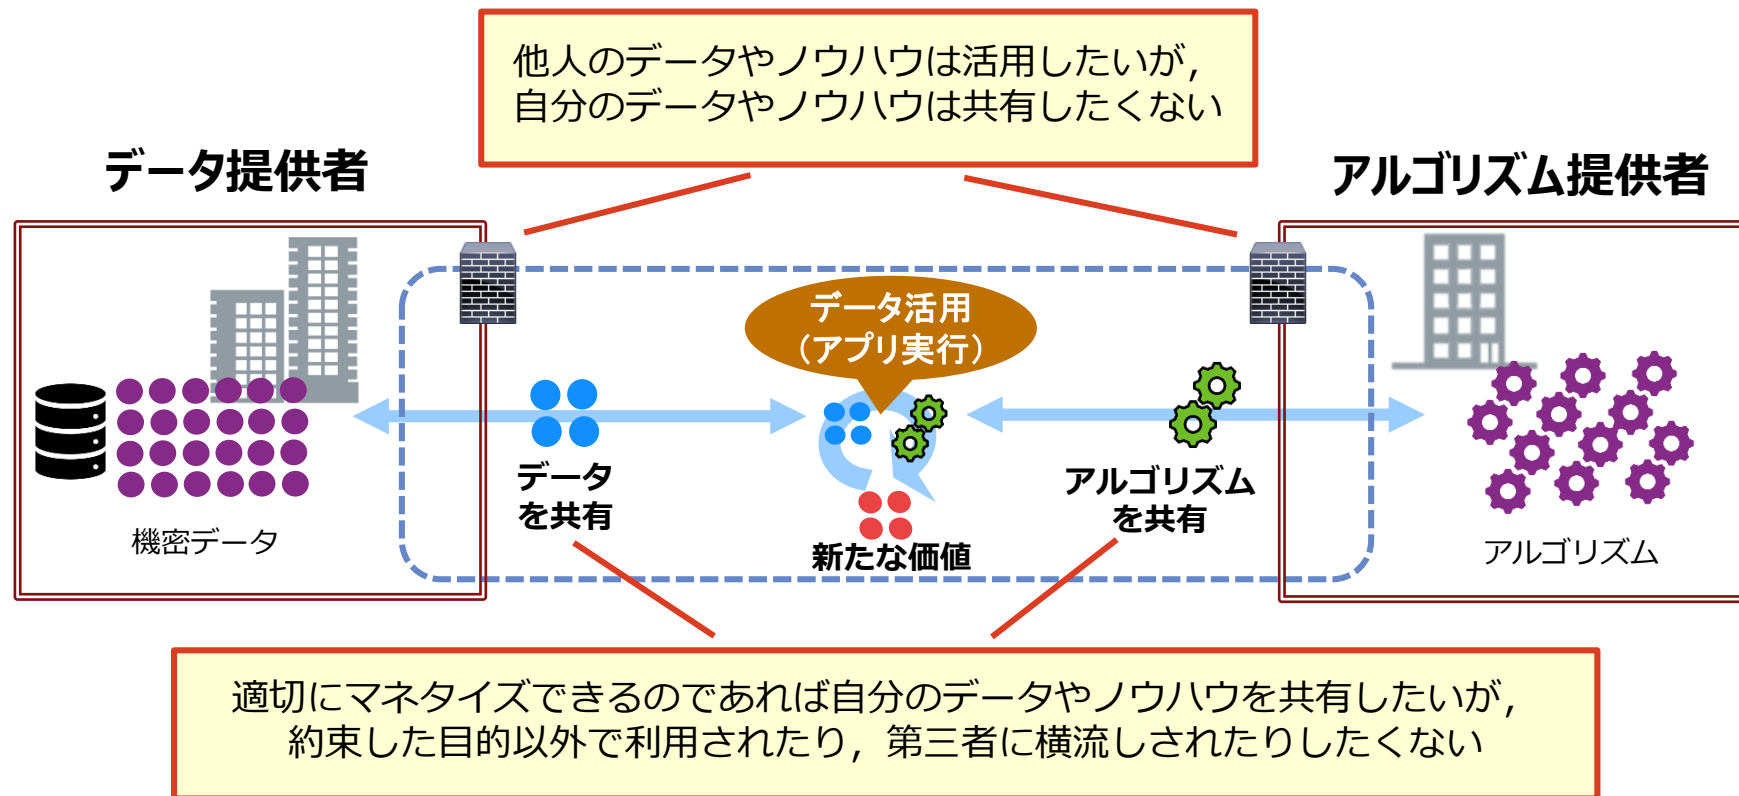 他人のデータやノウハウは活用したいが，
自分のデータやノウハウは共有したくない
データ提供者
アルゴリズム提供者
データ活用
（アプリ実行）
データ
を共有
アルゴリズム
を共有
機密データ
新たな価値
アルゴリズム
適切にマネタイズできるのであれば自分のデータやノウハウを共有したいが，
約束した目的以外で利用されたり，第三者に横流しされたりしたくない